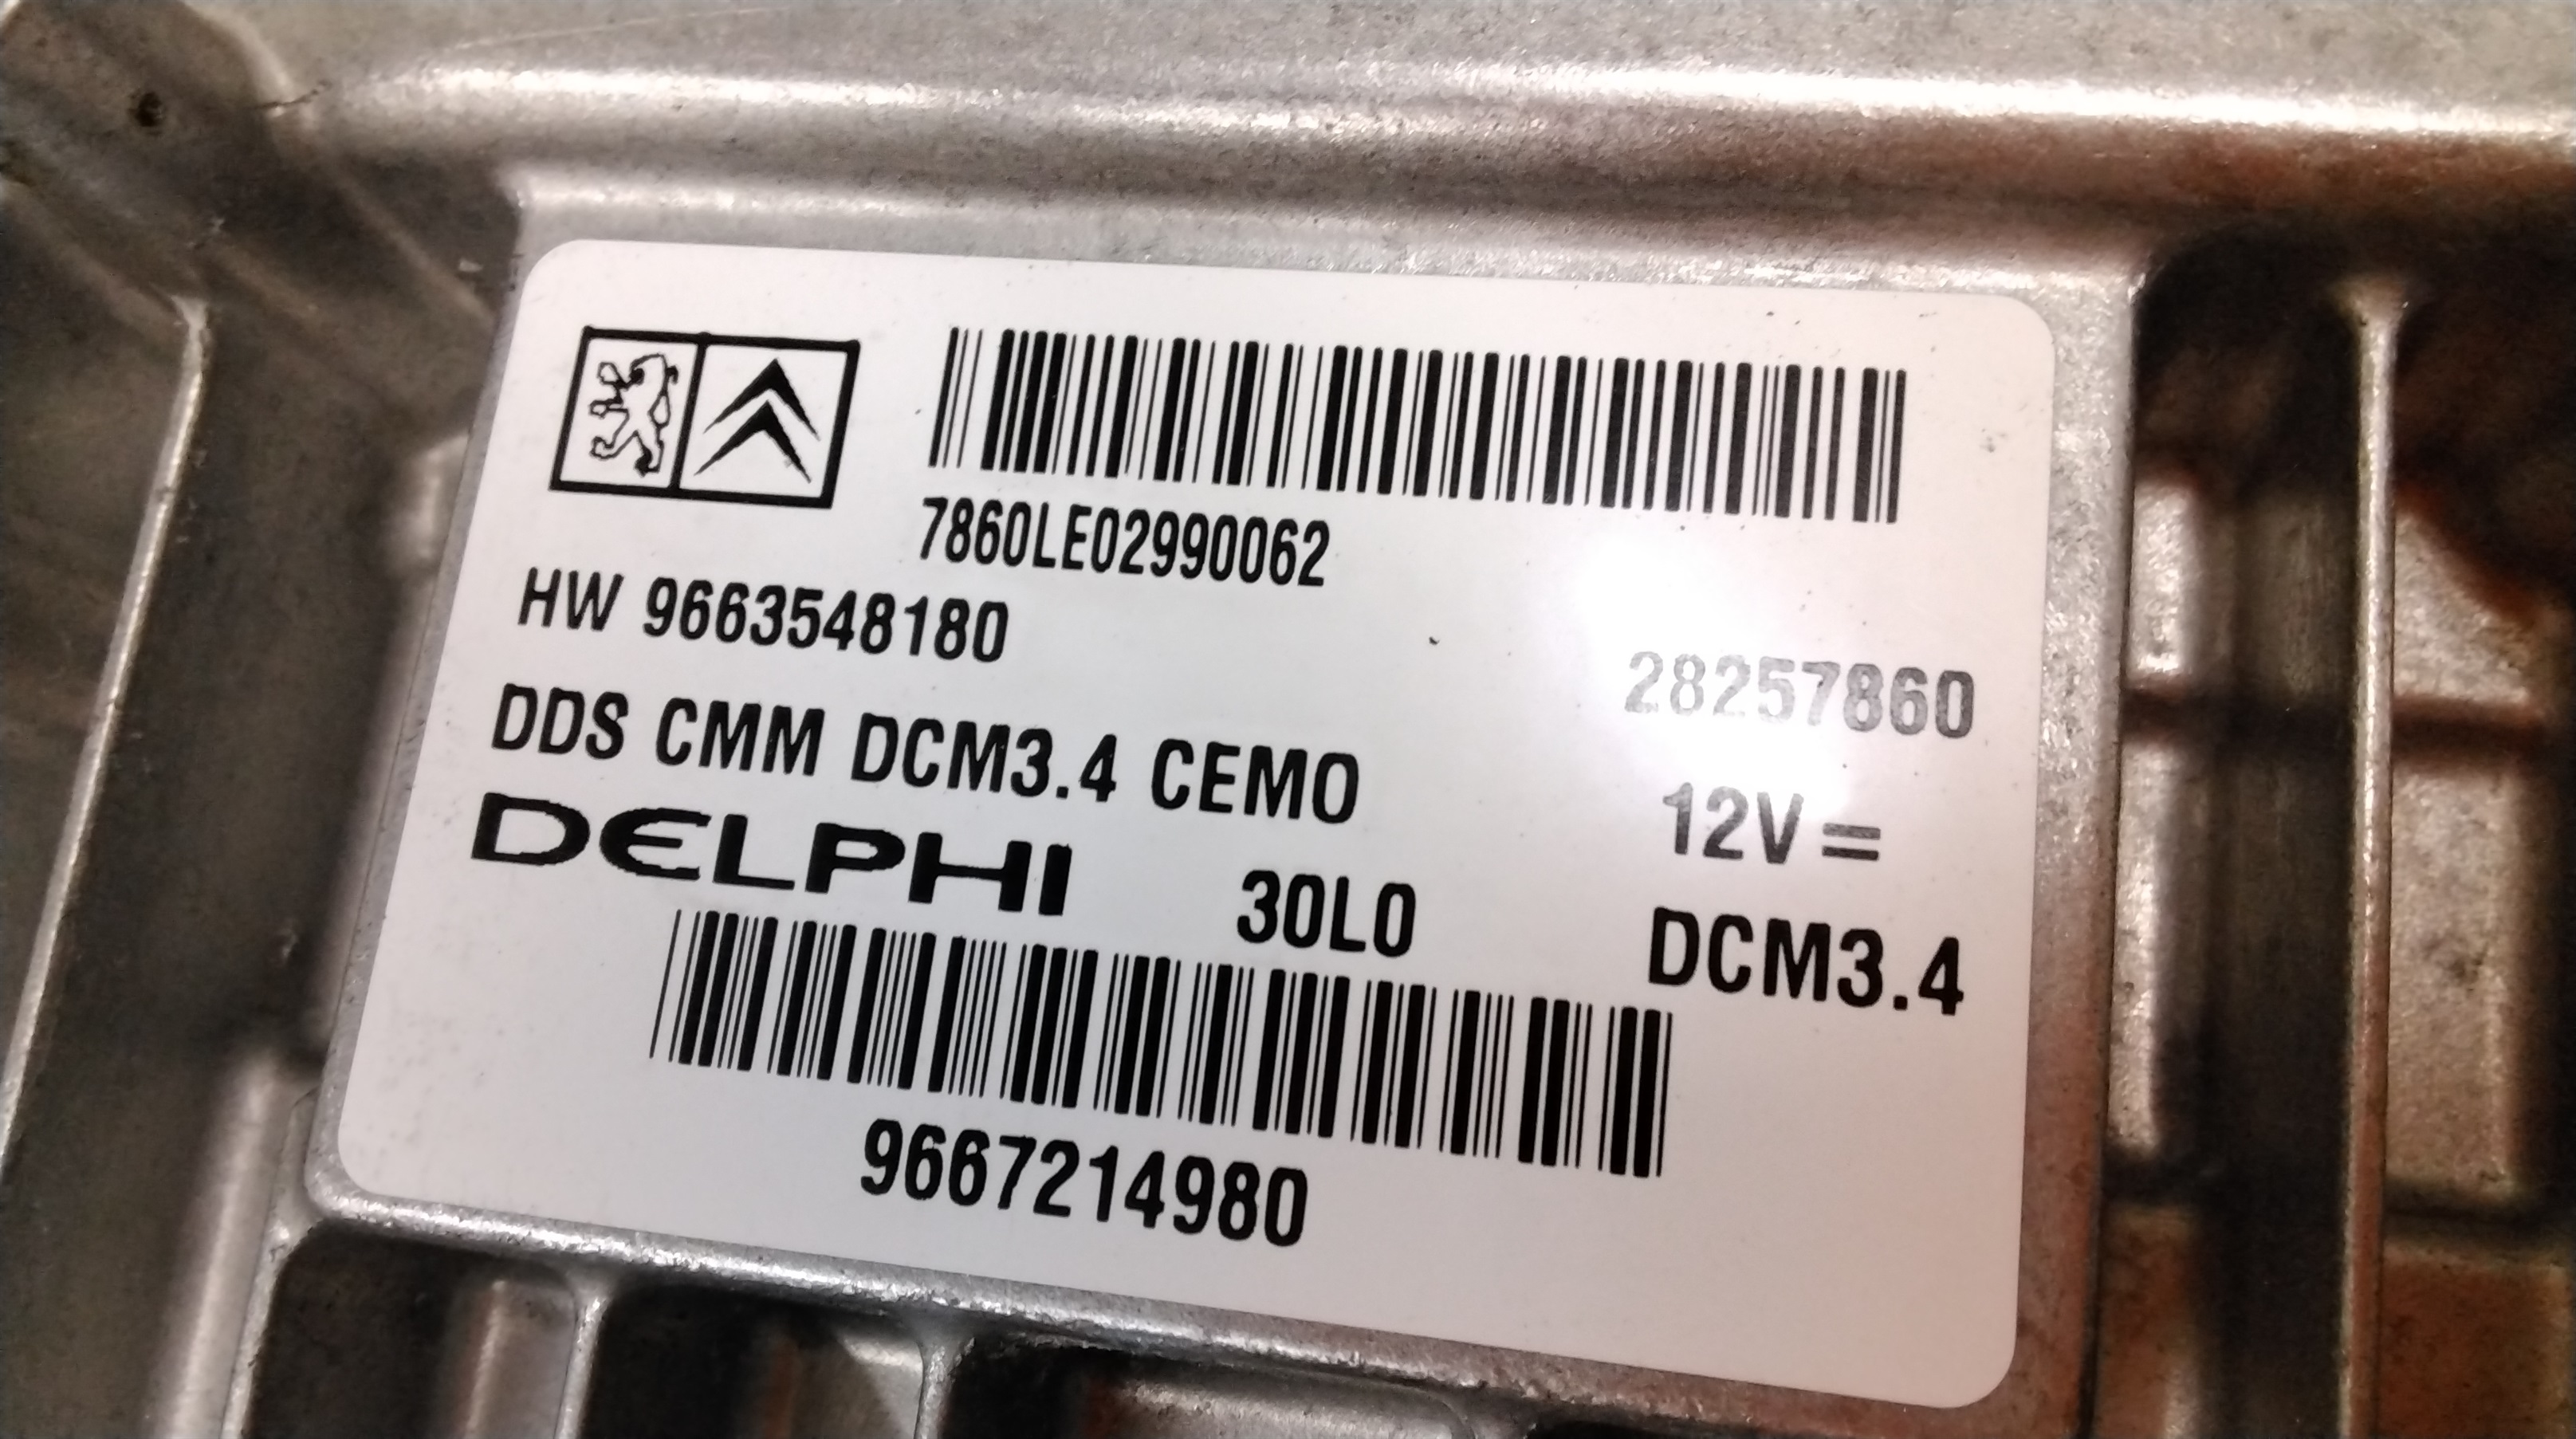 7860LE02990062
HW 9663548180
28257860
DDS CMM DCM3.4 CEMO
12V =
DELPHI 30L0
DCM3.4
9667214980